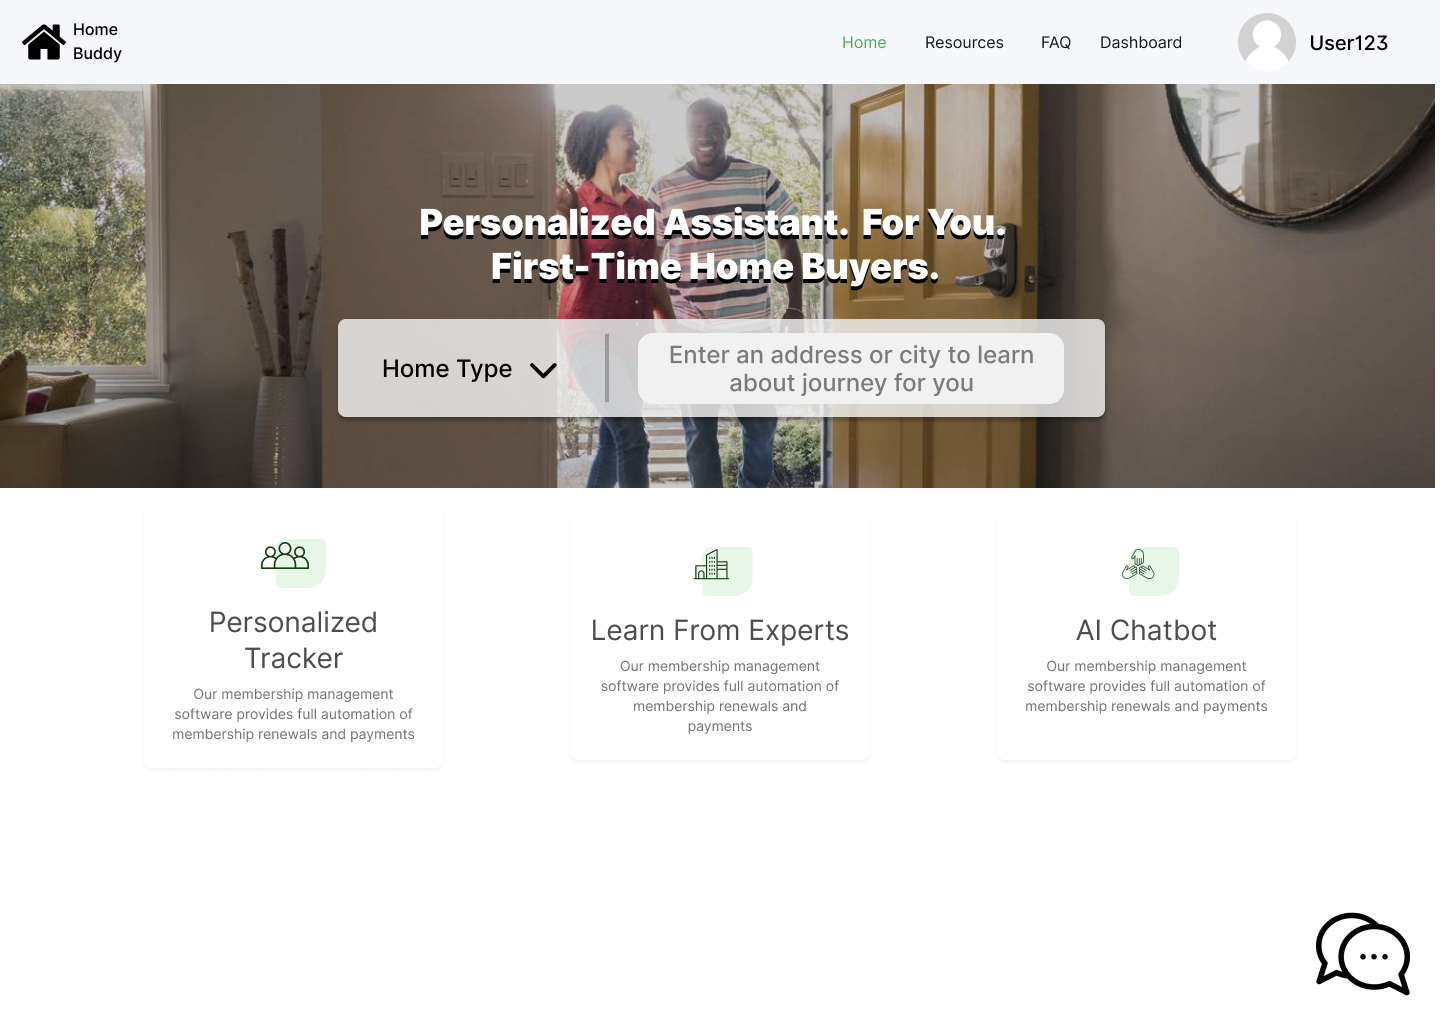 Home
Buddy
Home Resources FAQ Dashboard User123
Personalized Assistant. For You.
First-Time Home Buyers.
Home Type
Enter an address or city to learn
about journey for you
Personalized
Tracker
Our membership management
software provides full automation of
membership renewals and payments
Learn From Experts
Our membership management
software provides full automation of
membership renewals and
payments
AI Chatbot
Our membership management
software provides full automation of
membership renewals and payments